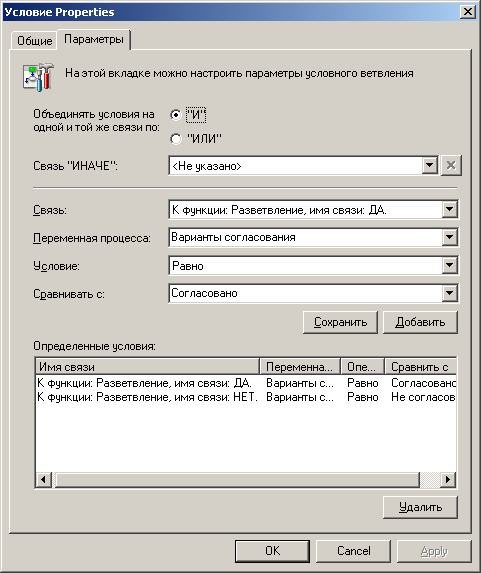 Условие Properties
Общие
Параметры
На этой вкладке можно настроить параметры условного ветвления
Объединять условия на
одной и той же связи по:
"И"
"ИЛИ"
Связь "ИНАЧЕ":
<Не указано>
Связь:
К функции: Разветвление, имя связи: ДА.
Переменная процесса:
Варианты согласования
Условие:
Равно
Сравнивать с:
Согласовано
Сохранить
Добавить
Определенные условия:
Имя связи Переменна... Опе... Сравнить с
К функции: Разветвление, имя связи: ДА. Варианты с... Равно Согласовано
К функции: Разветвление, имя связи: НЕТ. Варианты с... Равно Не согласов
Удалить
OK
Cancel
Apply